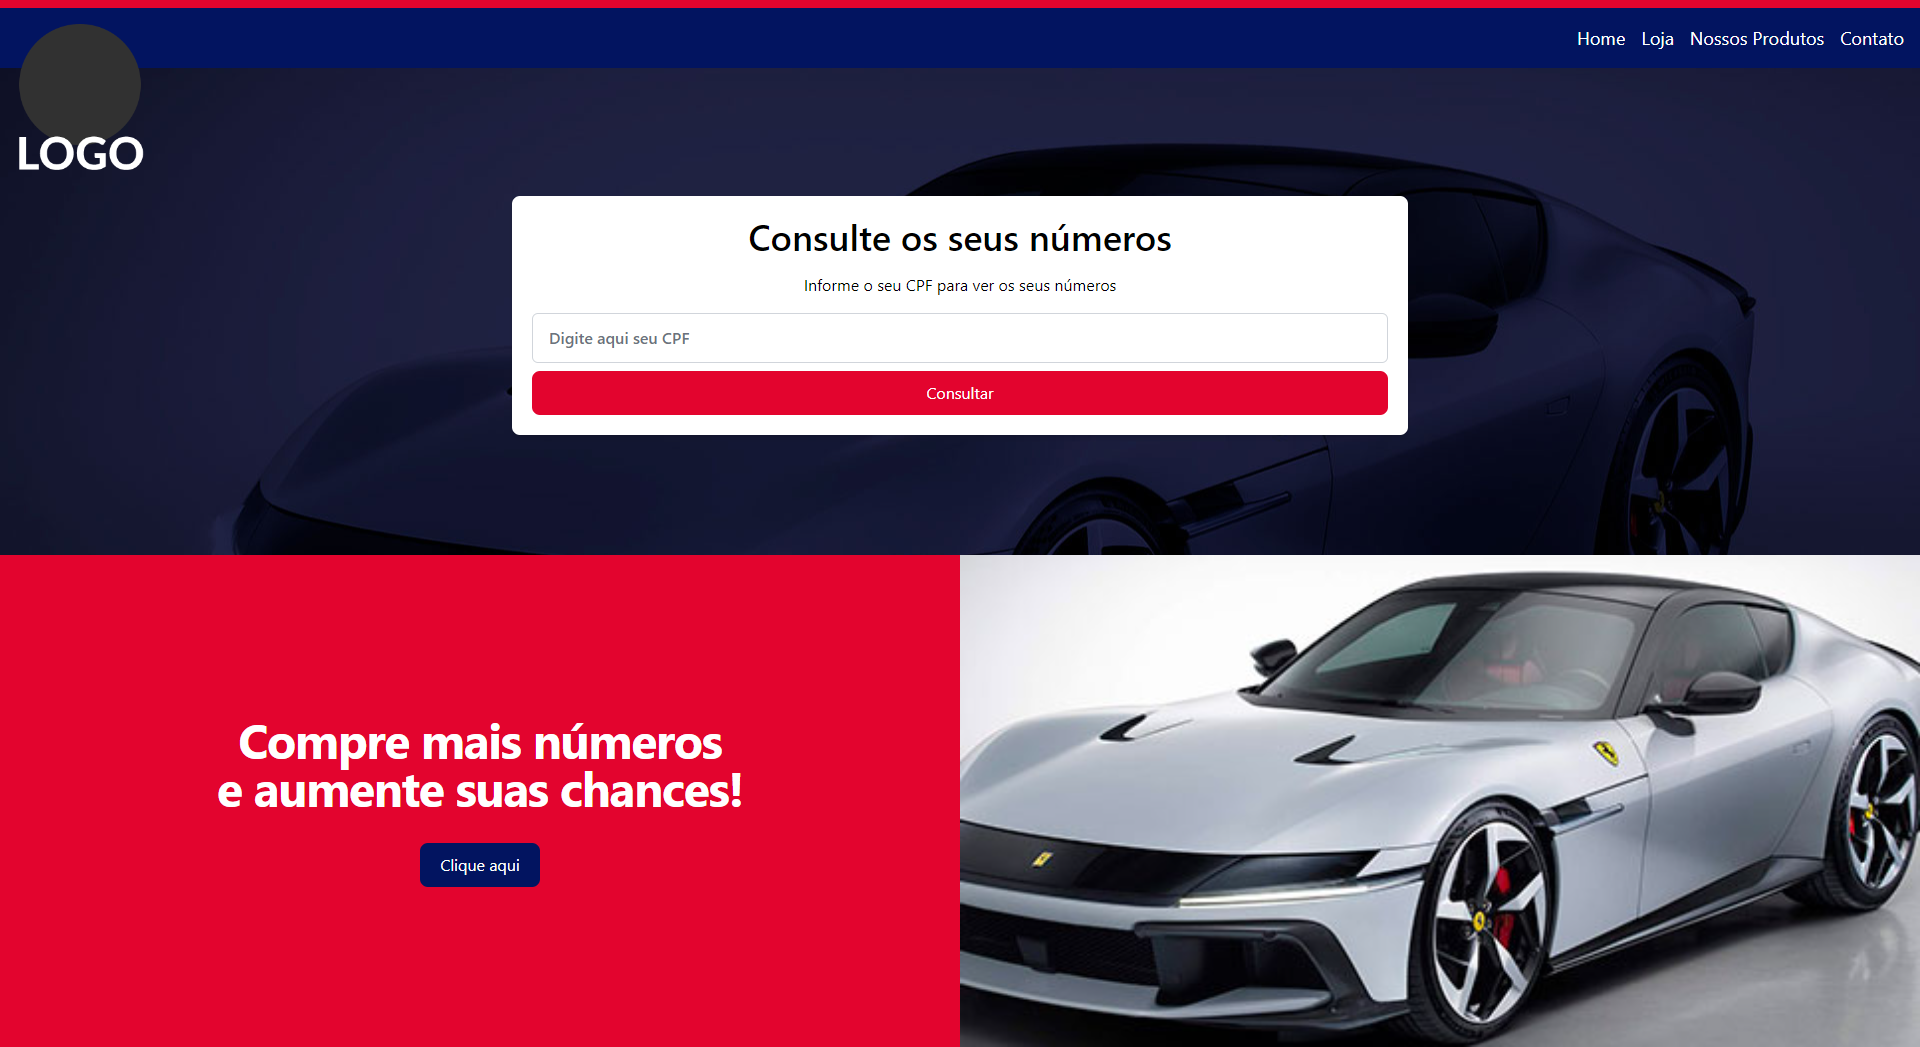 Home Loja Nossos Produtos Contato
LOGO
Consulte os seus números
Informe o seu CPF para ver os seus números
Digite aqui seu CPF
Consultar
Compre mais números
e aumente suas chances!
Clique aqui